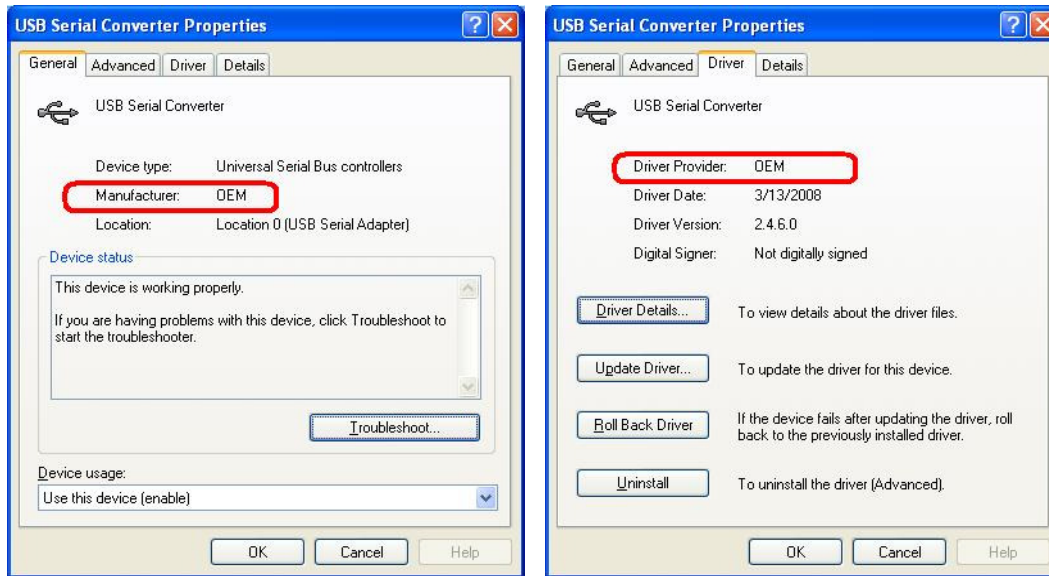 USB Serial Converter Properties
General Advanced Driver Details
USB Serial Converter
Device type: Universal Serial Bus controllers
Manufacturer: OEM
Location: Location 0 (USB Serial Adapter)
Device status
This device is working properly.
If you are having problems with this device, click Troubleshoot to
start the troubleshooter.
Troubleshoot...
Device usage:
Use this device (enable)
OK Cancel Help
USB Serial Converter Properties
General Advanced Driver Details
USB Serial Converter
Driver Provider: OEM
Driver Date: 3/13/2008
Driver Version: 2.4.6.0
Digital Signer: Not digitally signed
Driver Details... To view details about the driver files.
Update Driver... To update the driver for this device.
Roll Back Driver If the device fails after updating the driver, roll
back to the previously installed driver.
Uninstall To uninstall the driver (Advanced).
OK Cancel Help